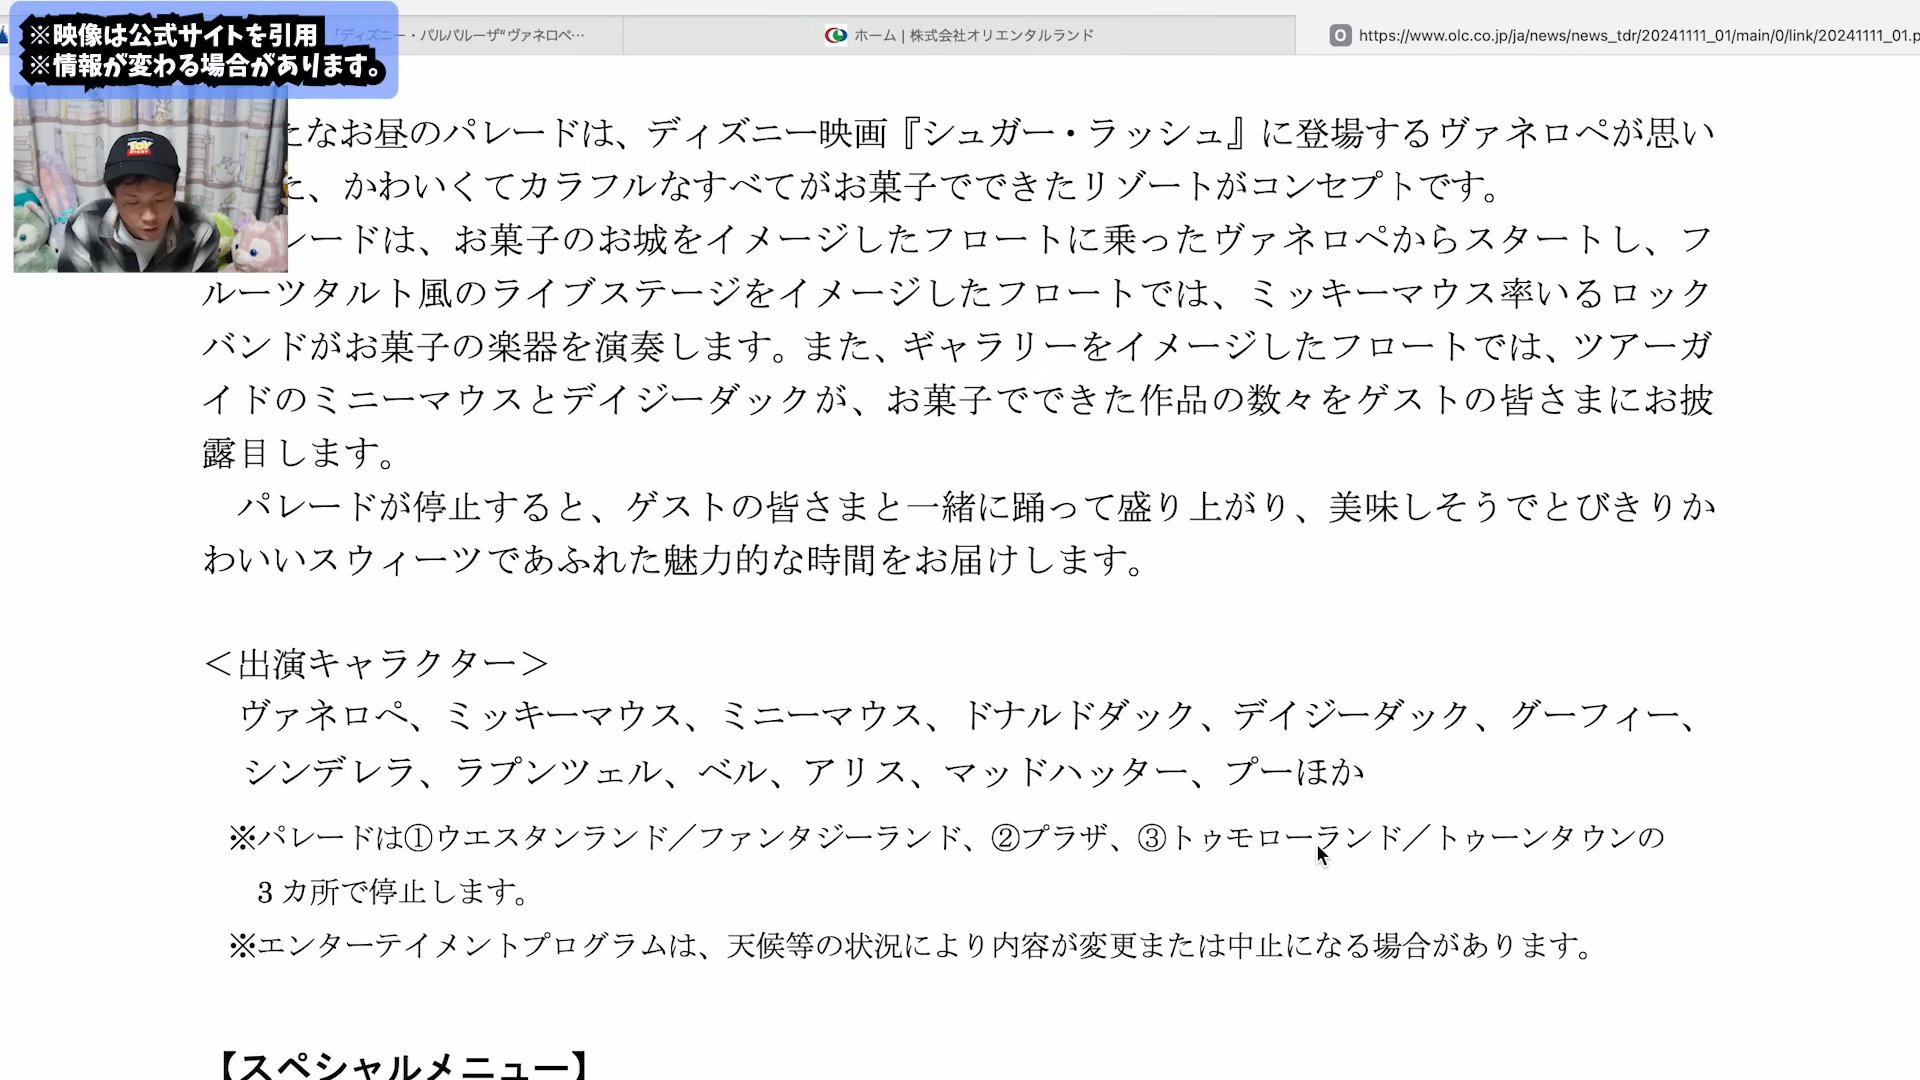 ※映像は公式サイトを引用
※情報が変わる場合があります。
「ディズニー・パルパルーザ“ヴァネロペ…
ホーム | 株式会社オリエンタルランド
https://www.olc.co.jp/ja/news/news_tdr/20241111_01/main/0/link/20241111_01.p
たなお昼のパレードは、ディズニー映画『シュガー・ラッシュ』に登場するヴァネロペが思い
た、かわいくてカラフルなすべてがお菓子でできたリゾートがコンセプトです。
レードは、お菓子のお城をイメージしたフロートに乗ったヴァネロペからスタートし、フ
ルーツタルト風のライブステージをイメージしたフロートでは、ミッキーマウス率いるロック
バンドがお菓子の楽器を演奏します。また、ギャラリーをイメージしたフロートでは、ツアーガ
イドのミニーマウスとデイジーダックが、お菓子でできた作品の数々をゲストの皆さまにお披
露目します。
パレードが停止すると、ゲストの皆さまと一緒に踊って盛り上がり、美味しそうでとびきりか
わいいスウィーツであふれた魅力的な時間をお届けします。
＜出演キャラクター＞
ヴァネロペ、ミッキーマウス、ミニーマウス、ドナルドダック、デイジーダック、グーフィー、
シンデレラ、ラプンツェル、ベル、アリス、マッドハッター、プーほか
※パレードは①ウエスタンランド／ファンタジーランド、②プラザ、③トゥモローランド／トゥーンタウンの
3 カ所で停止します。
※エンターテイメントプログラムは、天候等の状況により内容が変更または中止になる場合があります。
【スペシャルメニュー】
TOY